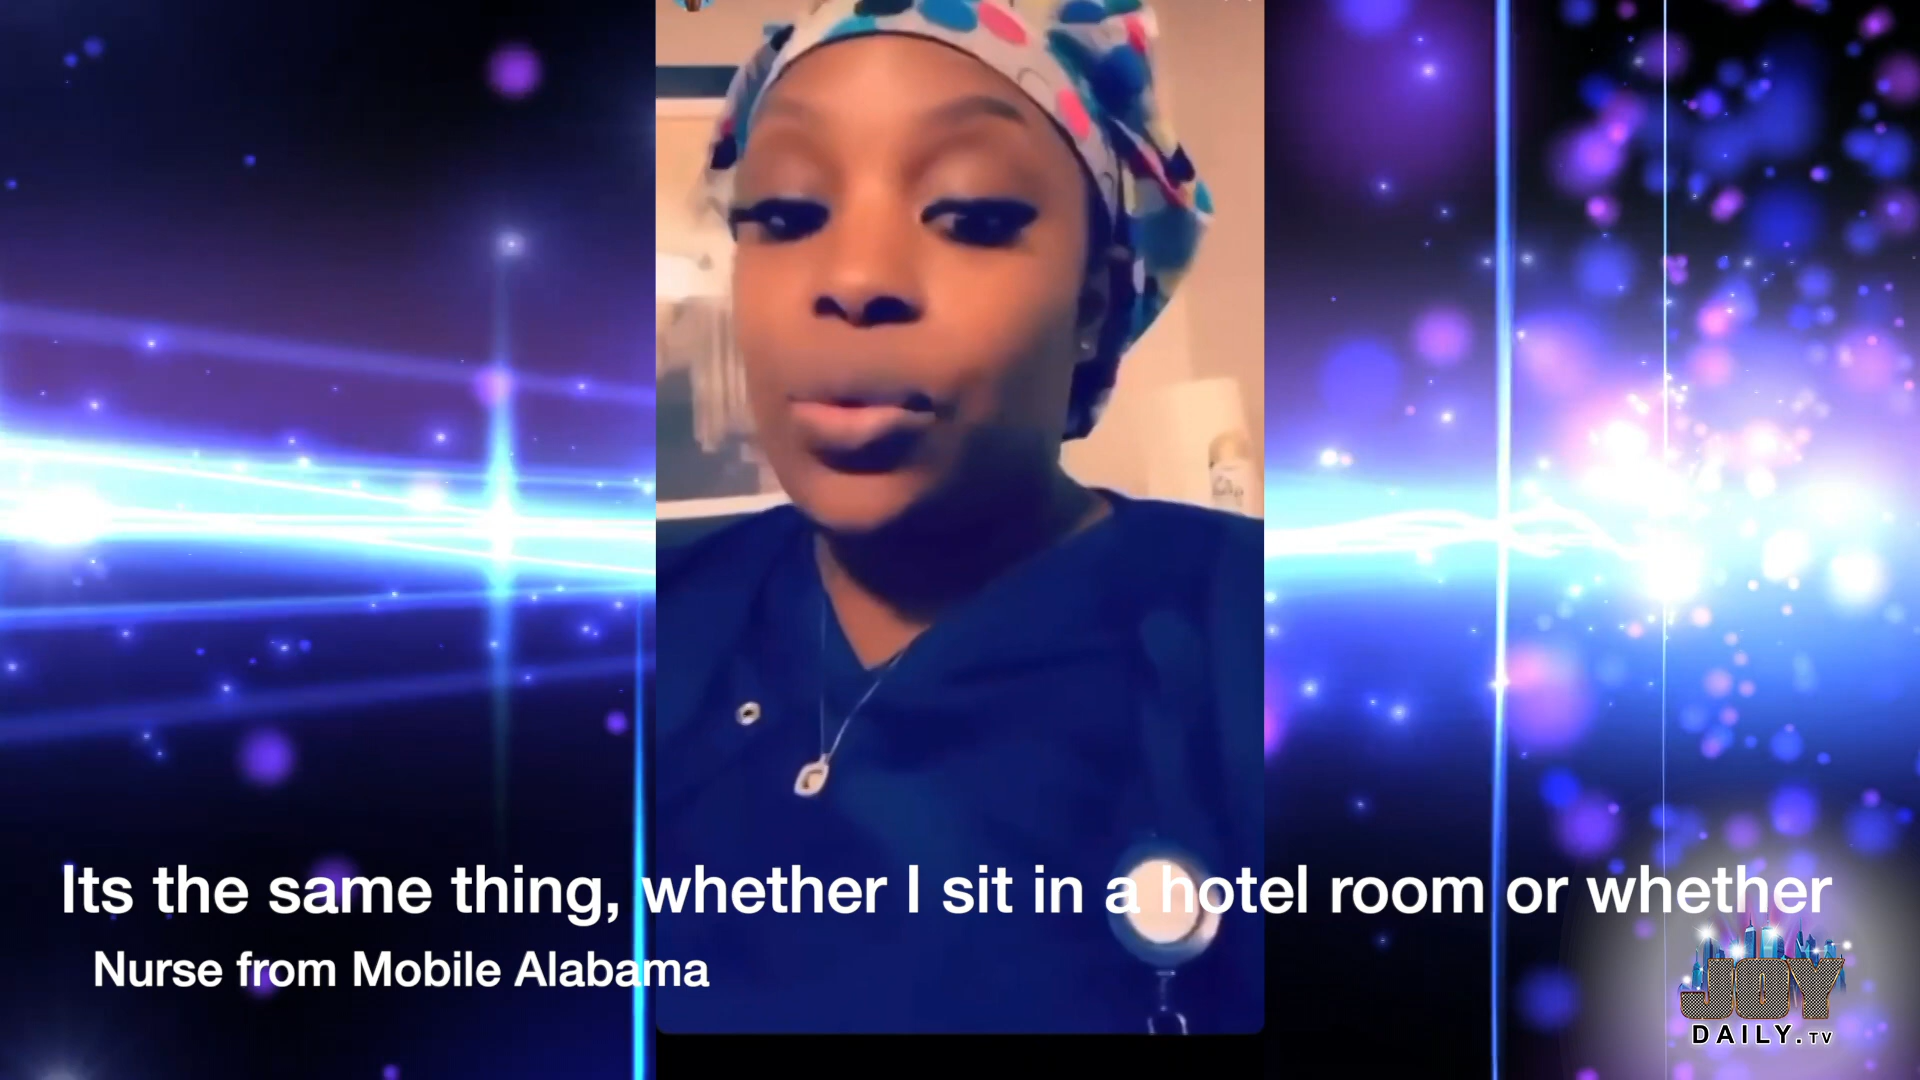 Its the same thing, whether I sit in a hotel room or whether
Nurse from Mobile Alabama
JOY
DAILY.TV